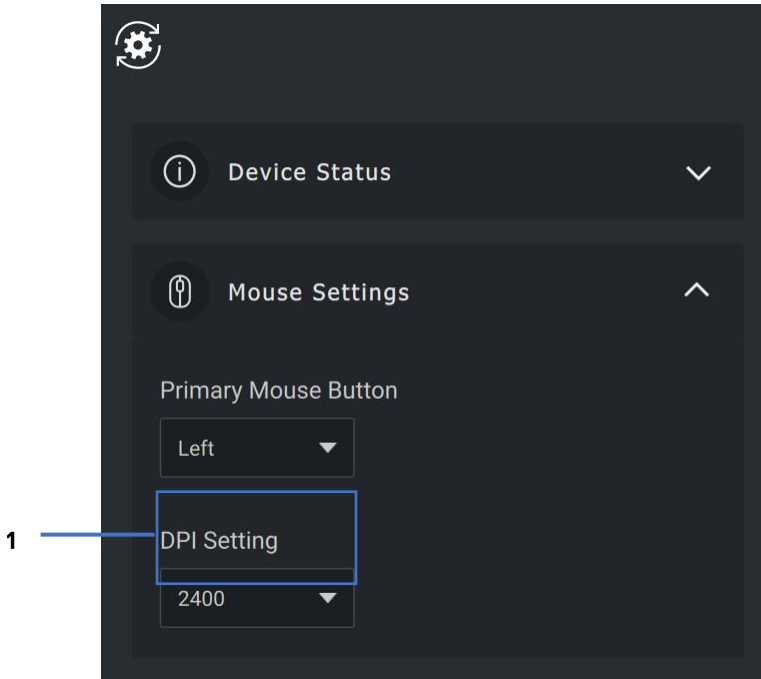 Device Status
Mouse Settings
Primary Mouse Button
Left
1
DPI Setting
2400